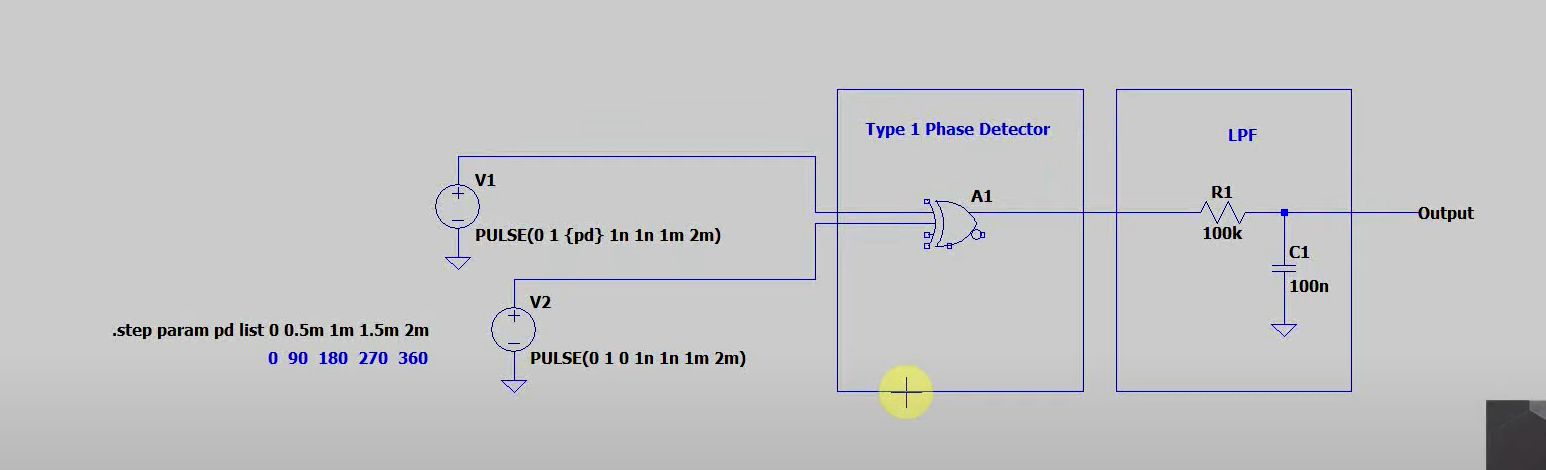 Type 1 Phase Detector
LPF
V1
A1
R1
Output
PULSE(0 1 {pd} 1n 1n 1m 2m)
100k
C1
100n
V2
.step param pd list 0 0.5m 1m 1.5m 2m
0 90 180 270 360
PULSE(0 1 0 1n 1n 1m 2m)